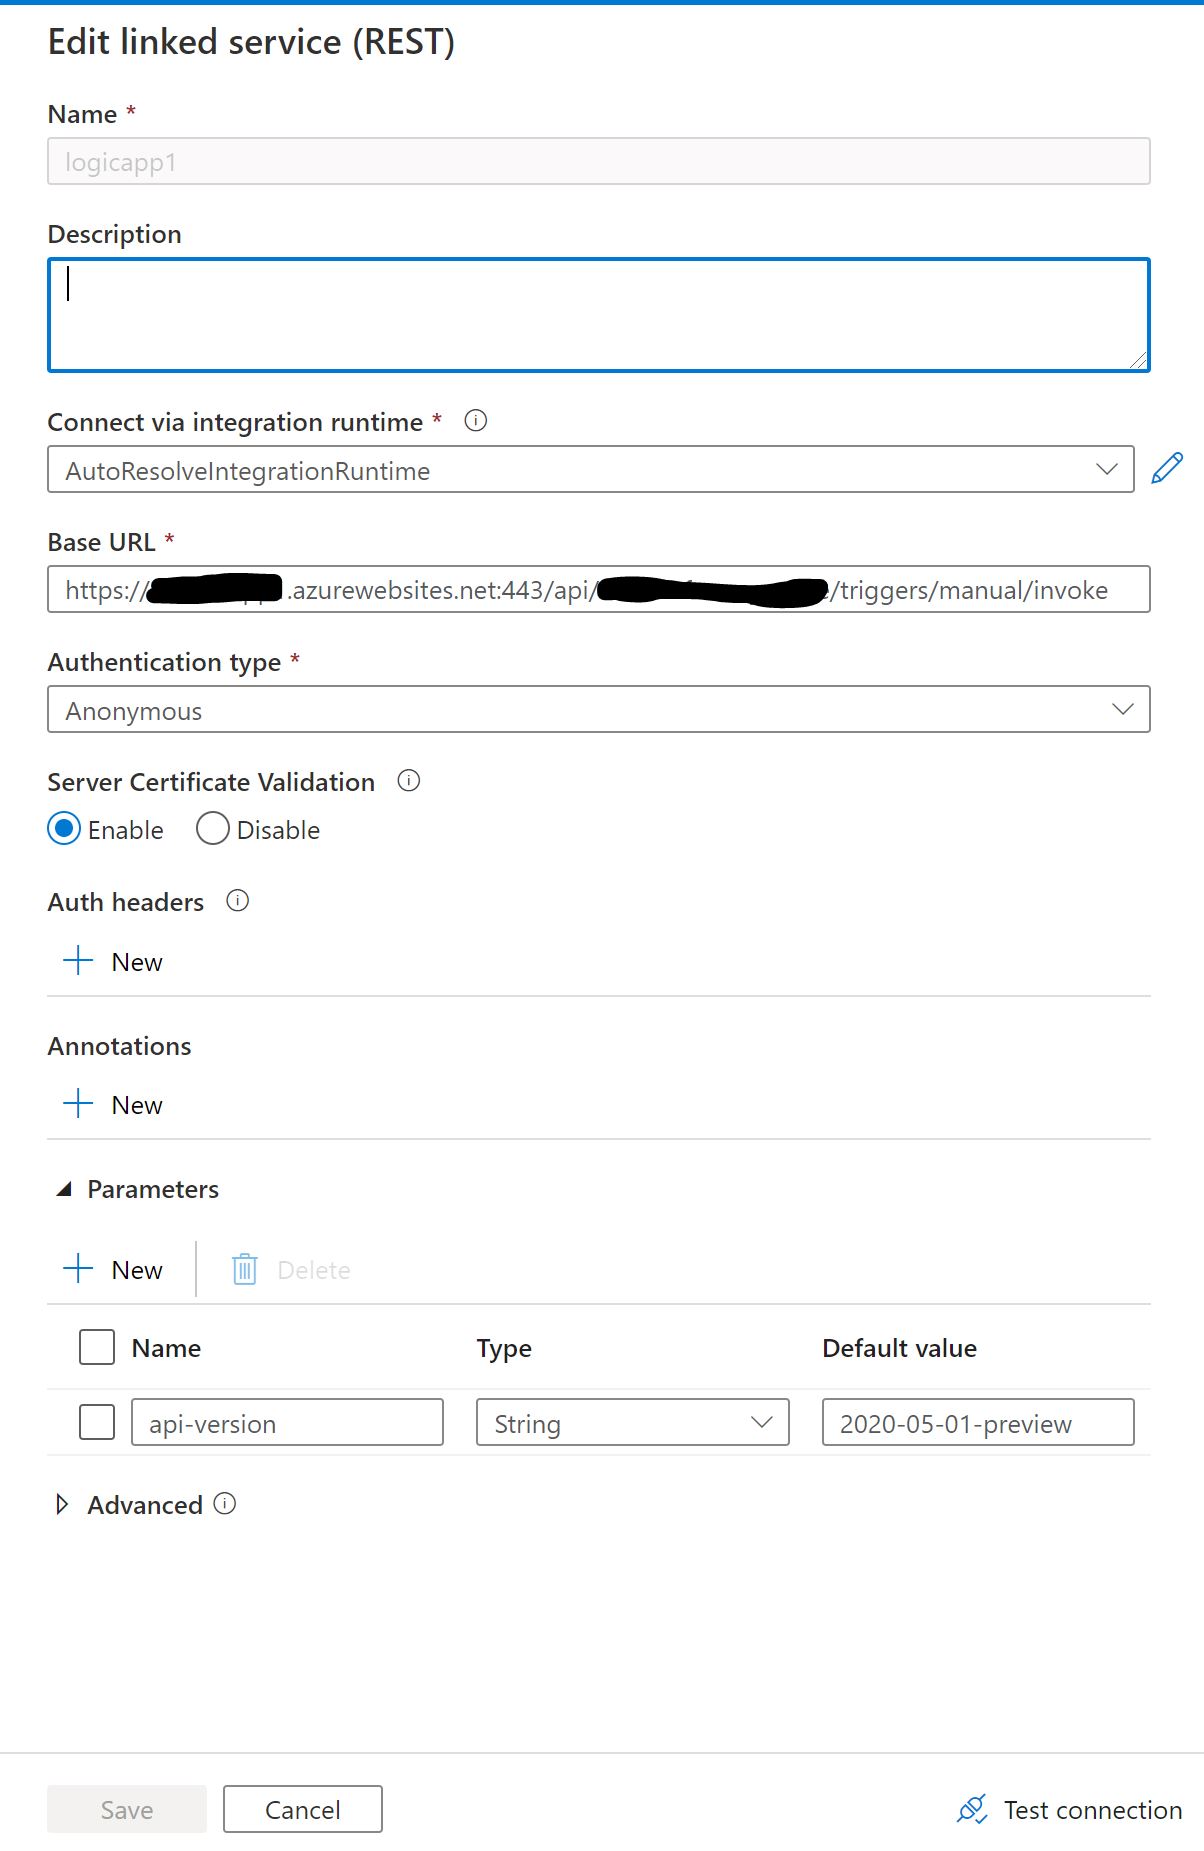 Edit linked service (REST)
Name *
logicapp1
Description
Connect via integration runtime *
AutoResolveIntegrationRuntime
Base URL *
https:// .azurewebsites.net:443/api/ /triggers/manual/invoke
Authentication type *
Anonymous
Server Certificate Validation
Enable Disable
Auth headers
New
Annotations
New
Parameters
New Delete
Name Type Default value
api-version String 2020-05-01-preview
Advanced
Save Cancel Test connection